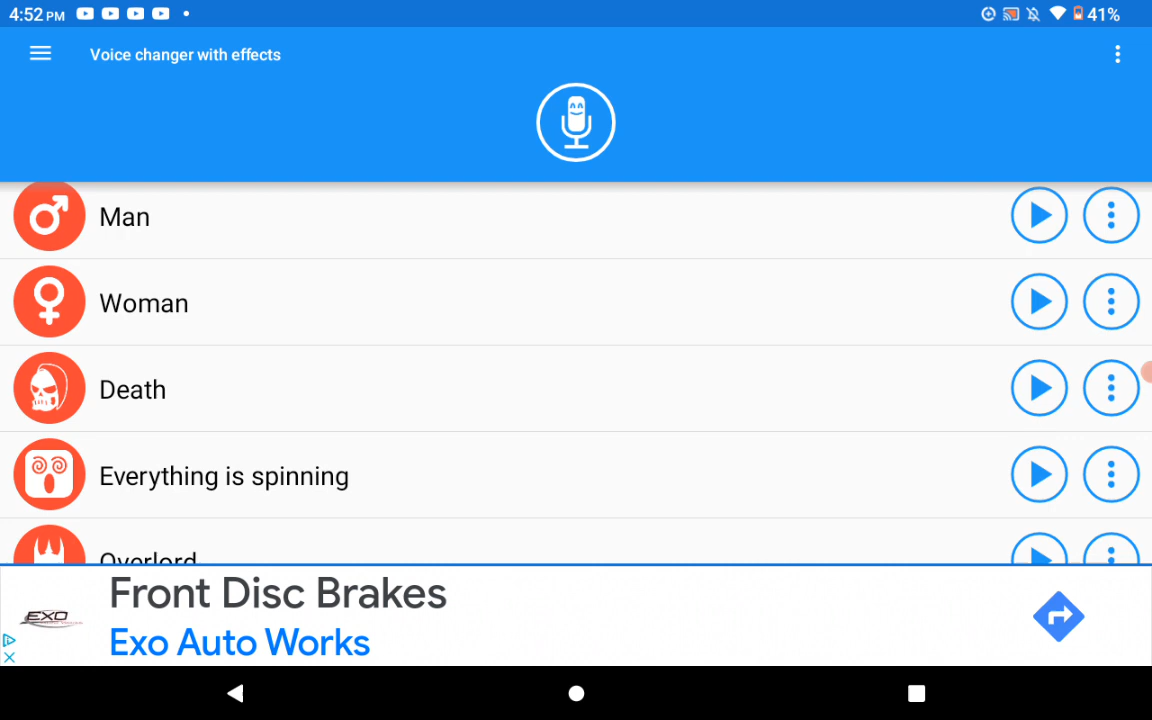 4:52 PM
41%
Voice changer with effects
Man
Woman
Death
Everything is spinning
Overlord
Front Disc Brakes
EXO
Exo Auto Works